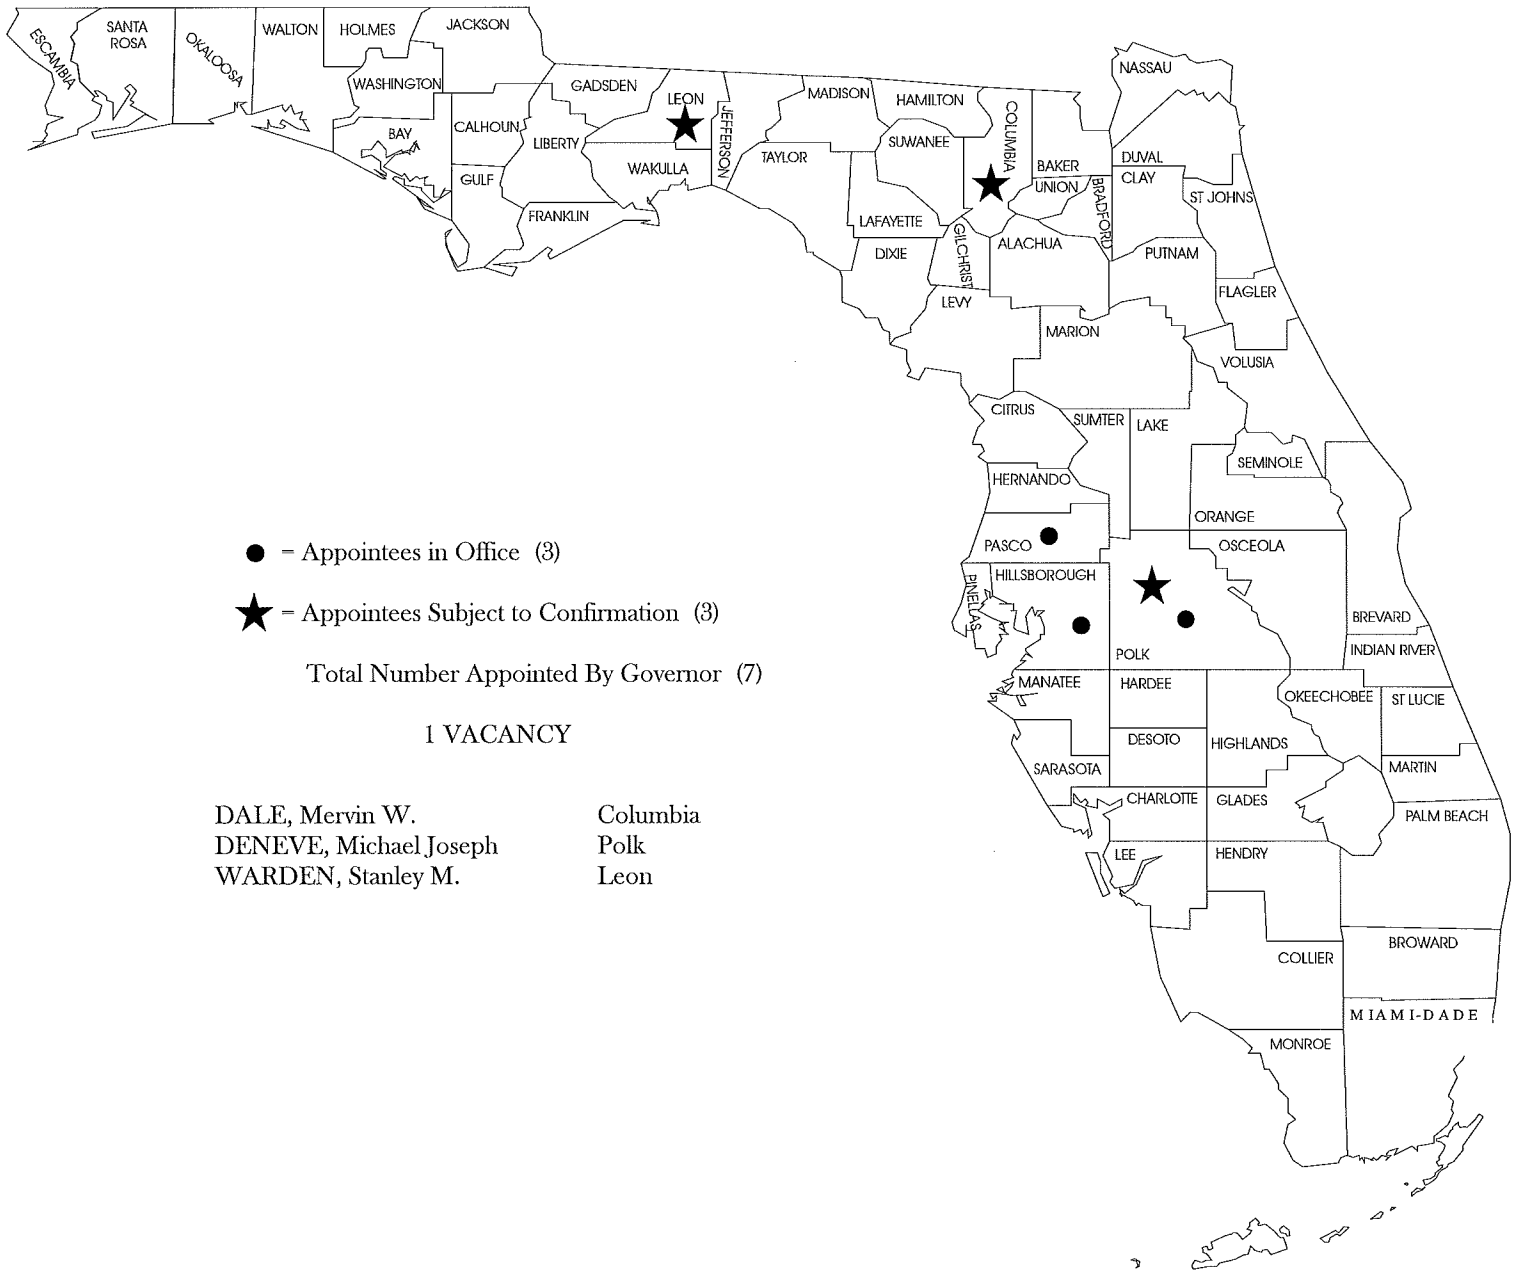 ESCAMBIA
SANTA
ROSA
OKALOOSA
WALTON
HOLMES
JACKSON
WASHINGTON
BAY
CALHOUN
GULF
LIBERTY
GADSDEN
FRANKLIN
LEON
WAKULLA
JEFFERSON
MADISON
TAYLOR
HAMILTON
SUWANEE
LAFAYETTE
DIXIE
COLUMBIA
GILCHRIST
LEVY
BAKER
UNION
BRADFORD
ALACHUA
NASSAU
DUVAL
CLAY
ST JOHNS
PUTNAM
FLAGLER
MARION
VOLUSIA
CITRUS
SUMTER
LAKE
HERNANDO
SEMINOLE
ORANGE
PASCO
OSCEOLA
PINELLAS
HILLSBOROUGH
POLK
BREVARD
INDIAN RIVER
MANATEE
HARDEE
OKEECHOBEE
ST LUCIE
DESOTO
HIGHLANDS
SARASOTA
MARTIN
CHARLOTTE
GLADES
PALM BEACH
LEE
HENDRY
BROWARD
COLLIER
MIAMI-DADE
MONROE
= Appointees in Office (3)
= Appointees Subject to Confirmation (3)
Total Number Appointed By Governor (7)
1 VACANCY
DALE, Mervin W. Columbia
DENEVE, Michael Joseph Polk
WARDEN, Stanley M. Leon